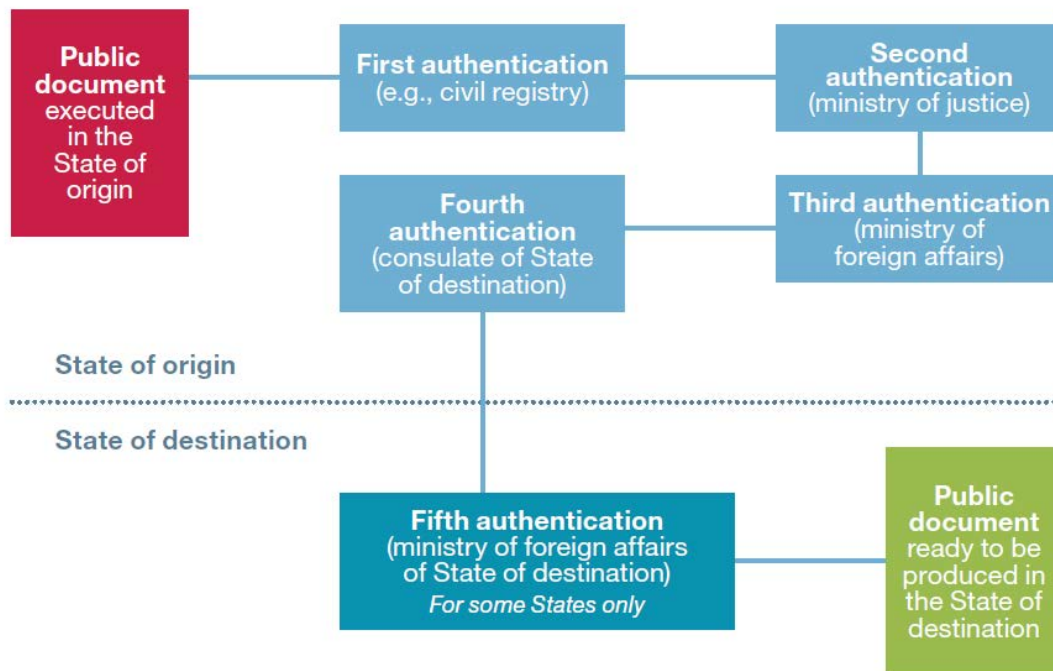 Public
document
executed
in the
State of
origin
First authentication
(e.g., civil registry)
Second
authentication
(ministry of justice)
Third authentication
(ministry of
foreign affairs)
Fourth
authentication
(consulate of State
of destination)
State of origin
State of destination
Fifth authentication
(ministry of foreign affairs
of State of destination)
For some States only
Public
document
ready to be
produced in
the State of
destination